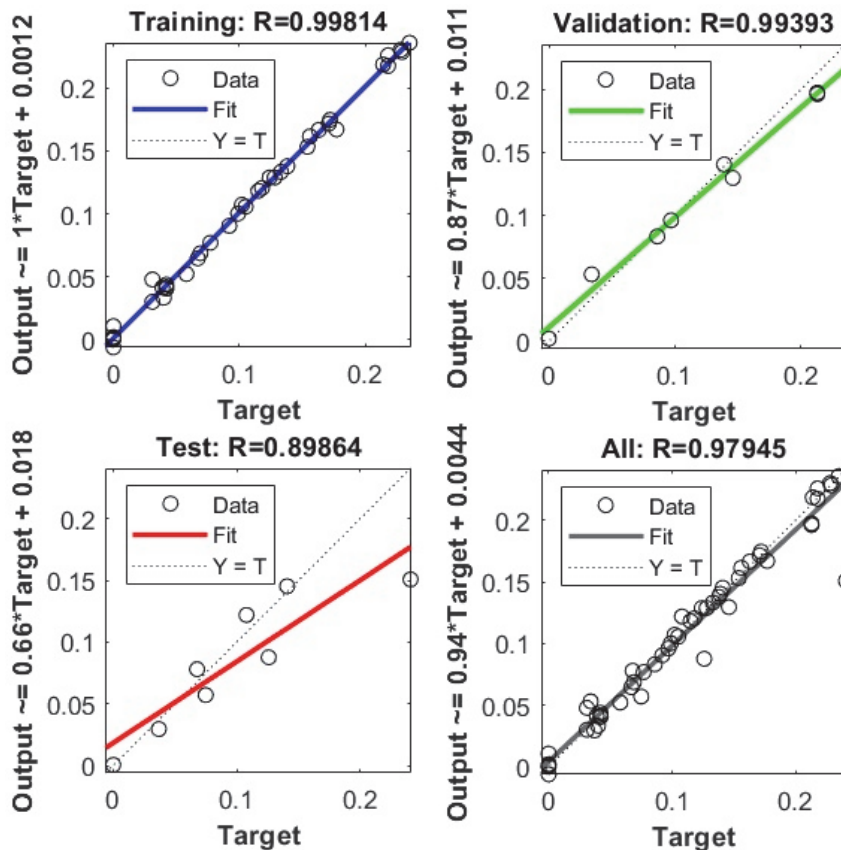 Training: R=0.99814
Output ~= 1*Target + 0.0012
Data
Fit
Y = T
0.2
0.15
0.1
0.05
0
0
0.1
0.2
Target
Validation: R=0.99393
Output ~= 0.87*Target + 0.011
Data
Fit
Y = T
0.2
0.15
0.1
0.05
0
0
0.1
0.2
Target
Test: R=0.89864
Output ~= 0.66*Target + 0.018
Data
Fit
Y = T
0.2
0.15
0.1
0.05
0
0
0.1
0.2
Target
All: R=0.97945
Output ~= 0.94*Target + 0.0044
Data
Fit
Y = T
0.2
0.15
0.1
0.05
0
0
0.1
0.2
Target